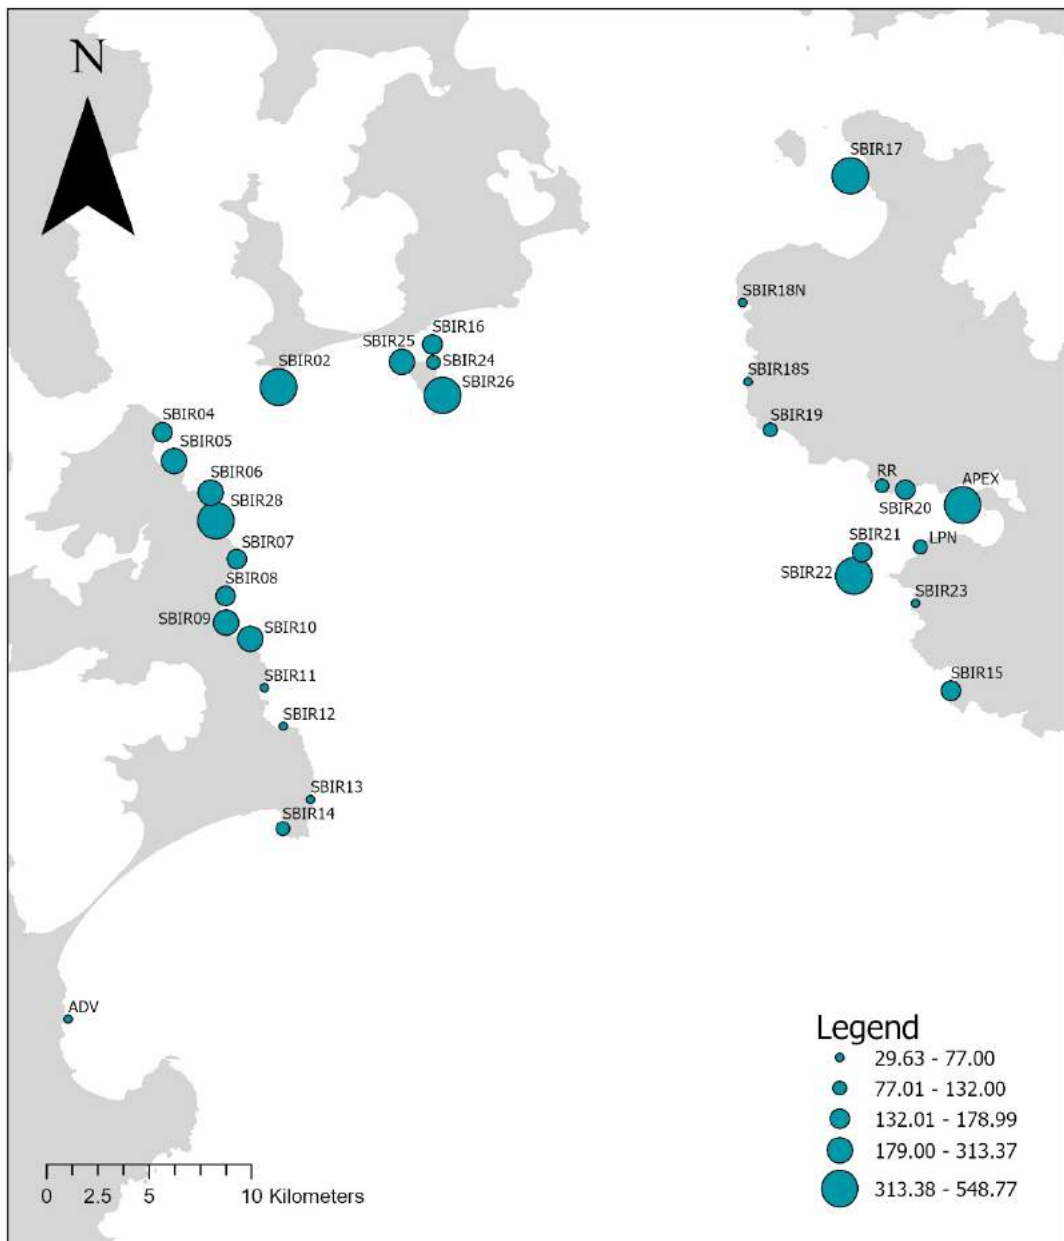 N
SBIR17
SBIR18N
SBIR16
SBIR25
SBIR24
SBIR02
SBIR26
SBIR18S
SBIR04
SBIR19
SBIR05
SBIR06
RR
APEX
SBIR28
SBIR20
SBIR21
LPN
SBIR07
SBIR22
SBIR08
SBIR23
SBIR09
SBIR10
SBIR11
SBIR15
SBIR12
SBIR13
SBIR14
ADV
Legend
29.63 - 77.00
77.01 - 132.00
132.01 - 178.99
179.00 - 313.37
313.38 - 548.77
0 2.5 5 10 Kilometers